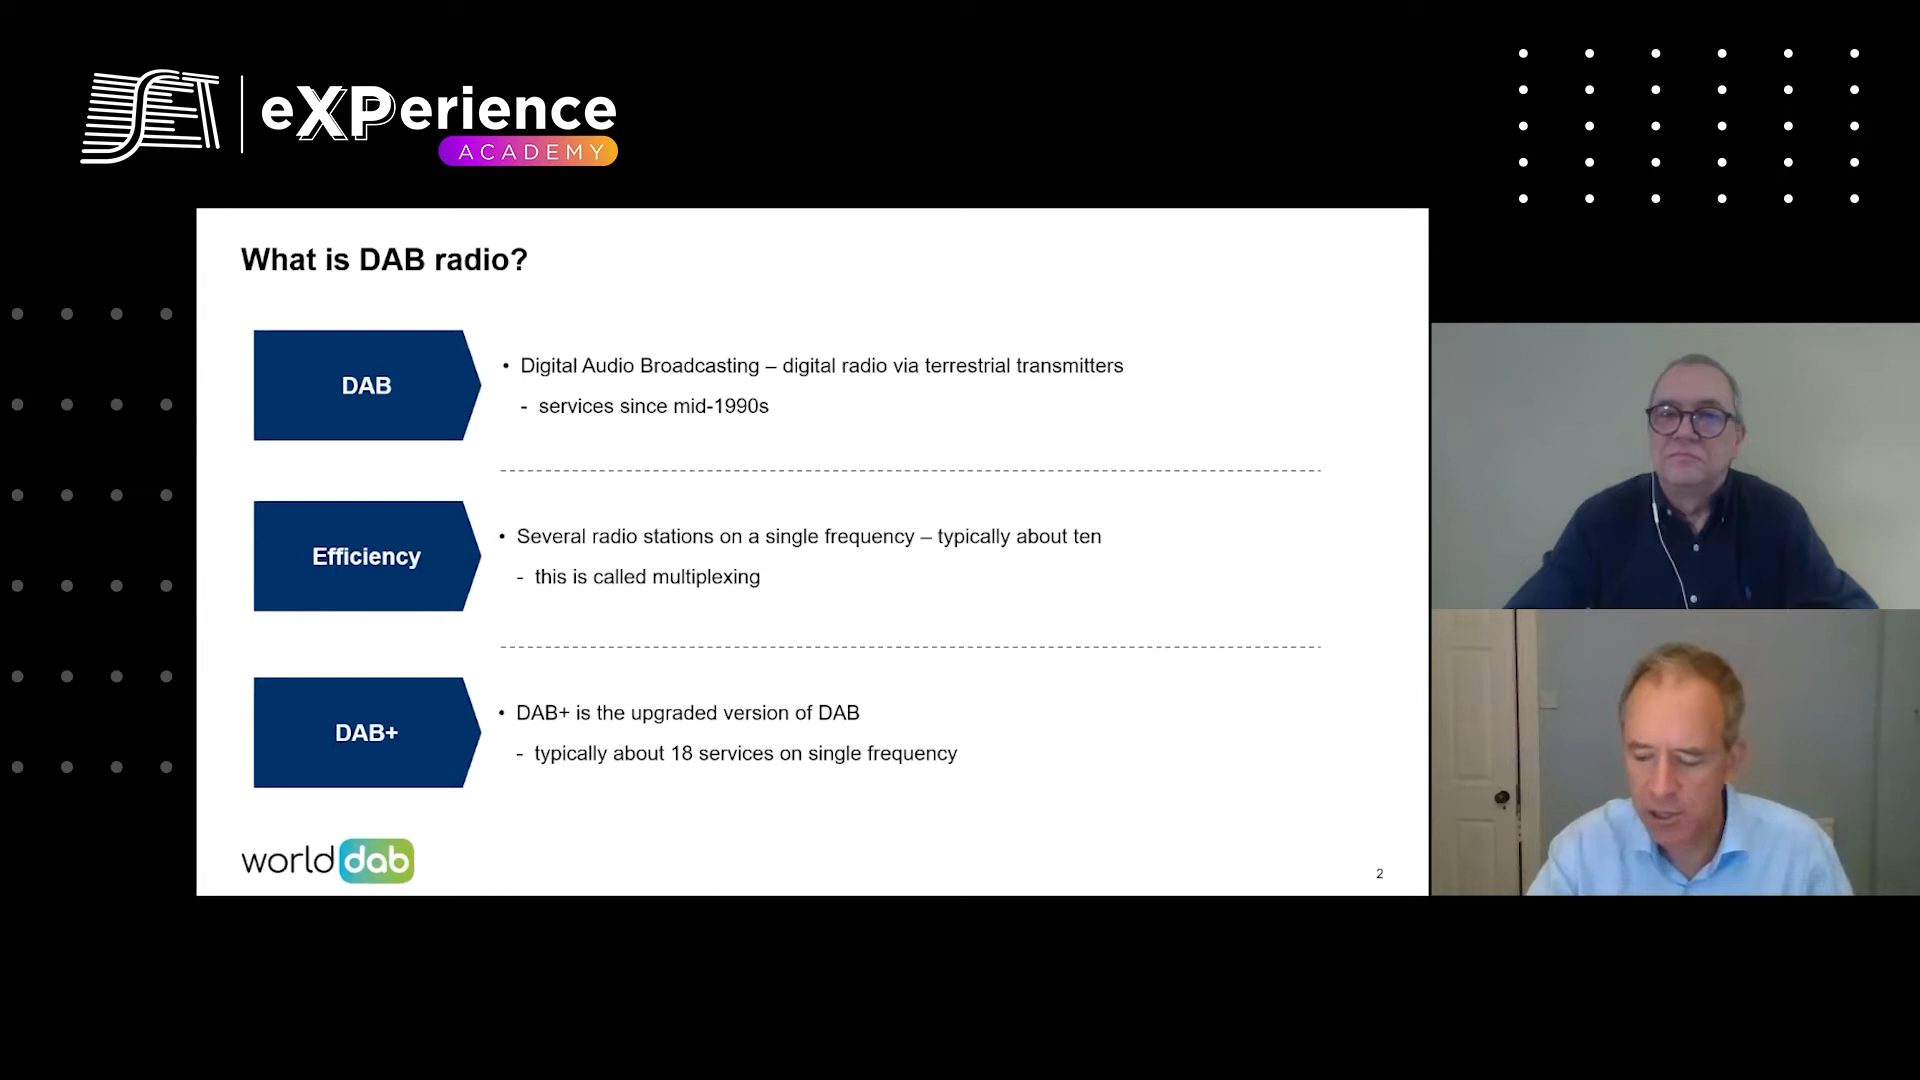 SET eXPerience
ACADEMY
What is DAB radio?
DAB
• Digital Audio Broadcasting – digital radio via terrestrial transmitters
- services since mid-1990s
Efficiency
• Several radio stations on a single frequency – typically about ten
- this is called multiplexing
DAB+
• DAB+ is the upgraded version of DAB
- typically about 18 services on single frequency
world dab
2